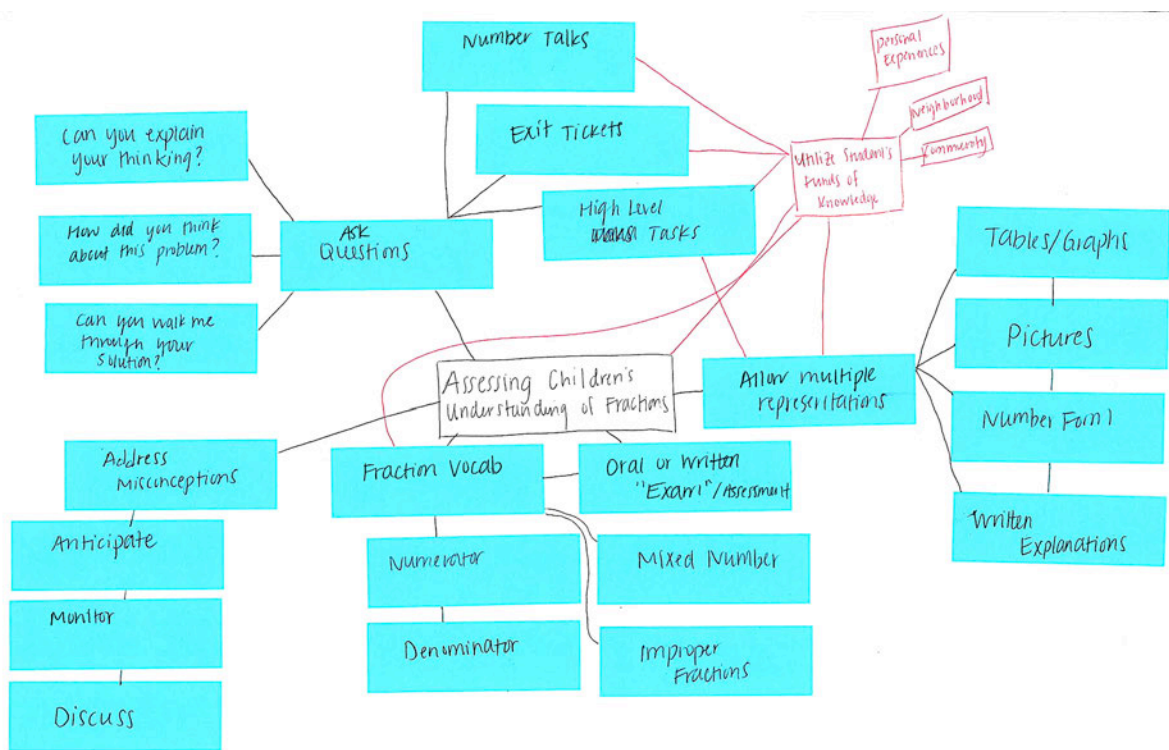 Number Talks
Personal
Experiences
Neighborhood
Community
Exit Tickets
Utilize Student's
Funds of
Knowledge
Can you explain
your thinking?
High Level
Tasks
How did you think
about this problem?
Ask
Questions
Tables/Graphs
Can you walk me
through your
solution?
Pictures
Assessing Children's
Understanding of Fractions
Allow multiple
representations
Number Form
Address
Misconceptions
Fraction Vocab
Oral or Written
"Exam"/Assessment
Written
Explanations
Anticipate
Numerator
Mixed Number
Monitor
Denominator
Improper
Fractions
Discuss